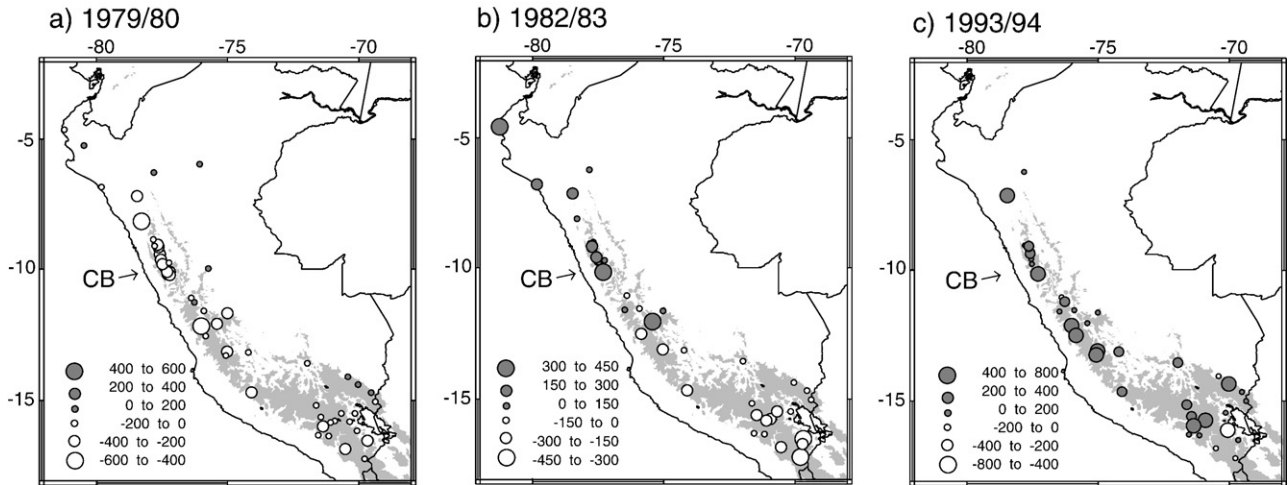 a) 1979/80
-80 -75 -70
-5
-10
-15
CB →
400 to 600
200 to 400
0 to 200
-200 to 0
-400 to -200
-600 to -400
b) 1982/83
-80 -75 -70
-5
-10
-15
CB →
300 to 450
150 to 300
0 to 150
-150 to 0
-300 to -150
-450 to -300
c) 1993/94
-80 -75 -70
-5
-10
-15
CB →
400 to 800
200 to 400
0 to 200
-200 to 0
-400 to -200
-800 to -400